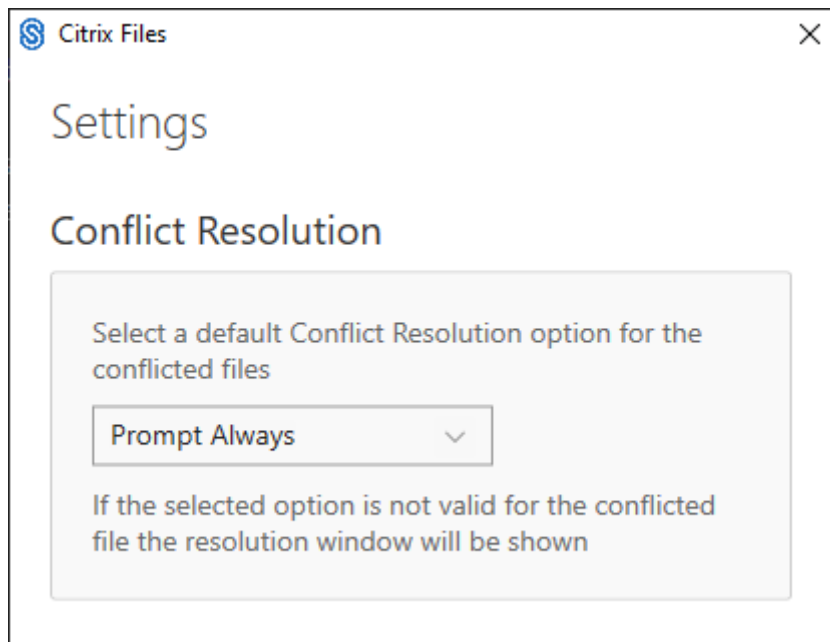 Citrix Files
Settings
Conflict Resolution
Select a default Conflict Resolution option for the
conflicted files
Prompt Always
If the selected option is not valid for the conflicted
file the resolution window will be shown